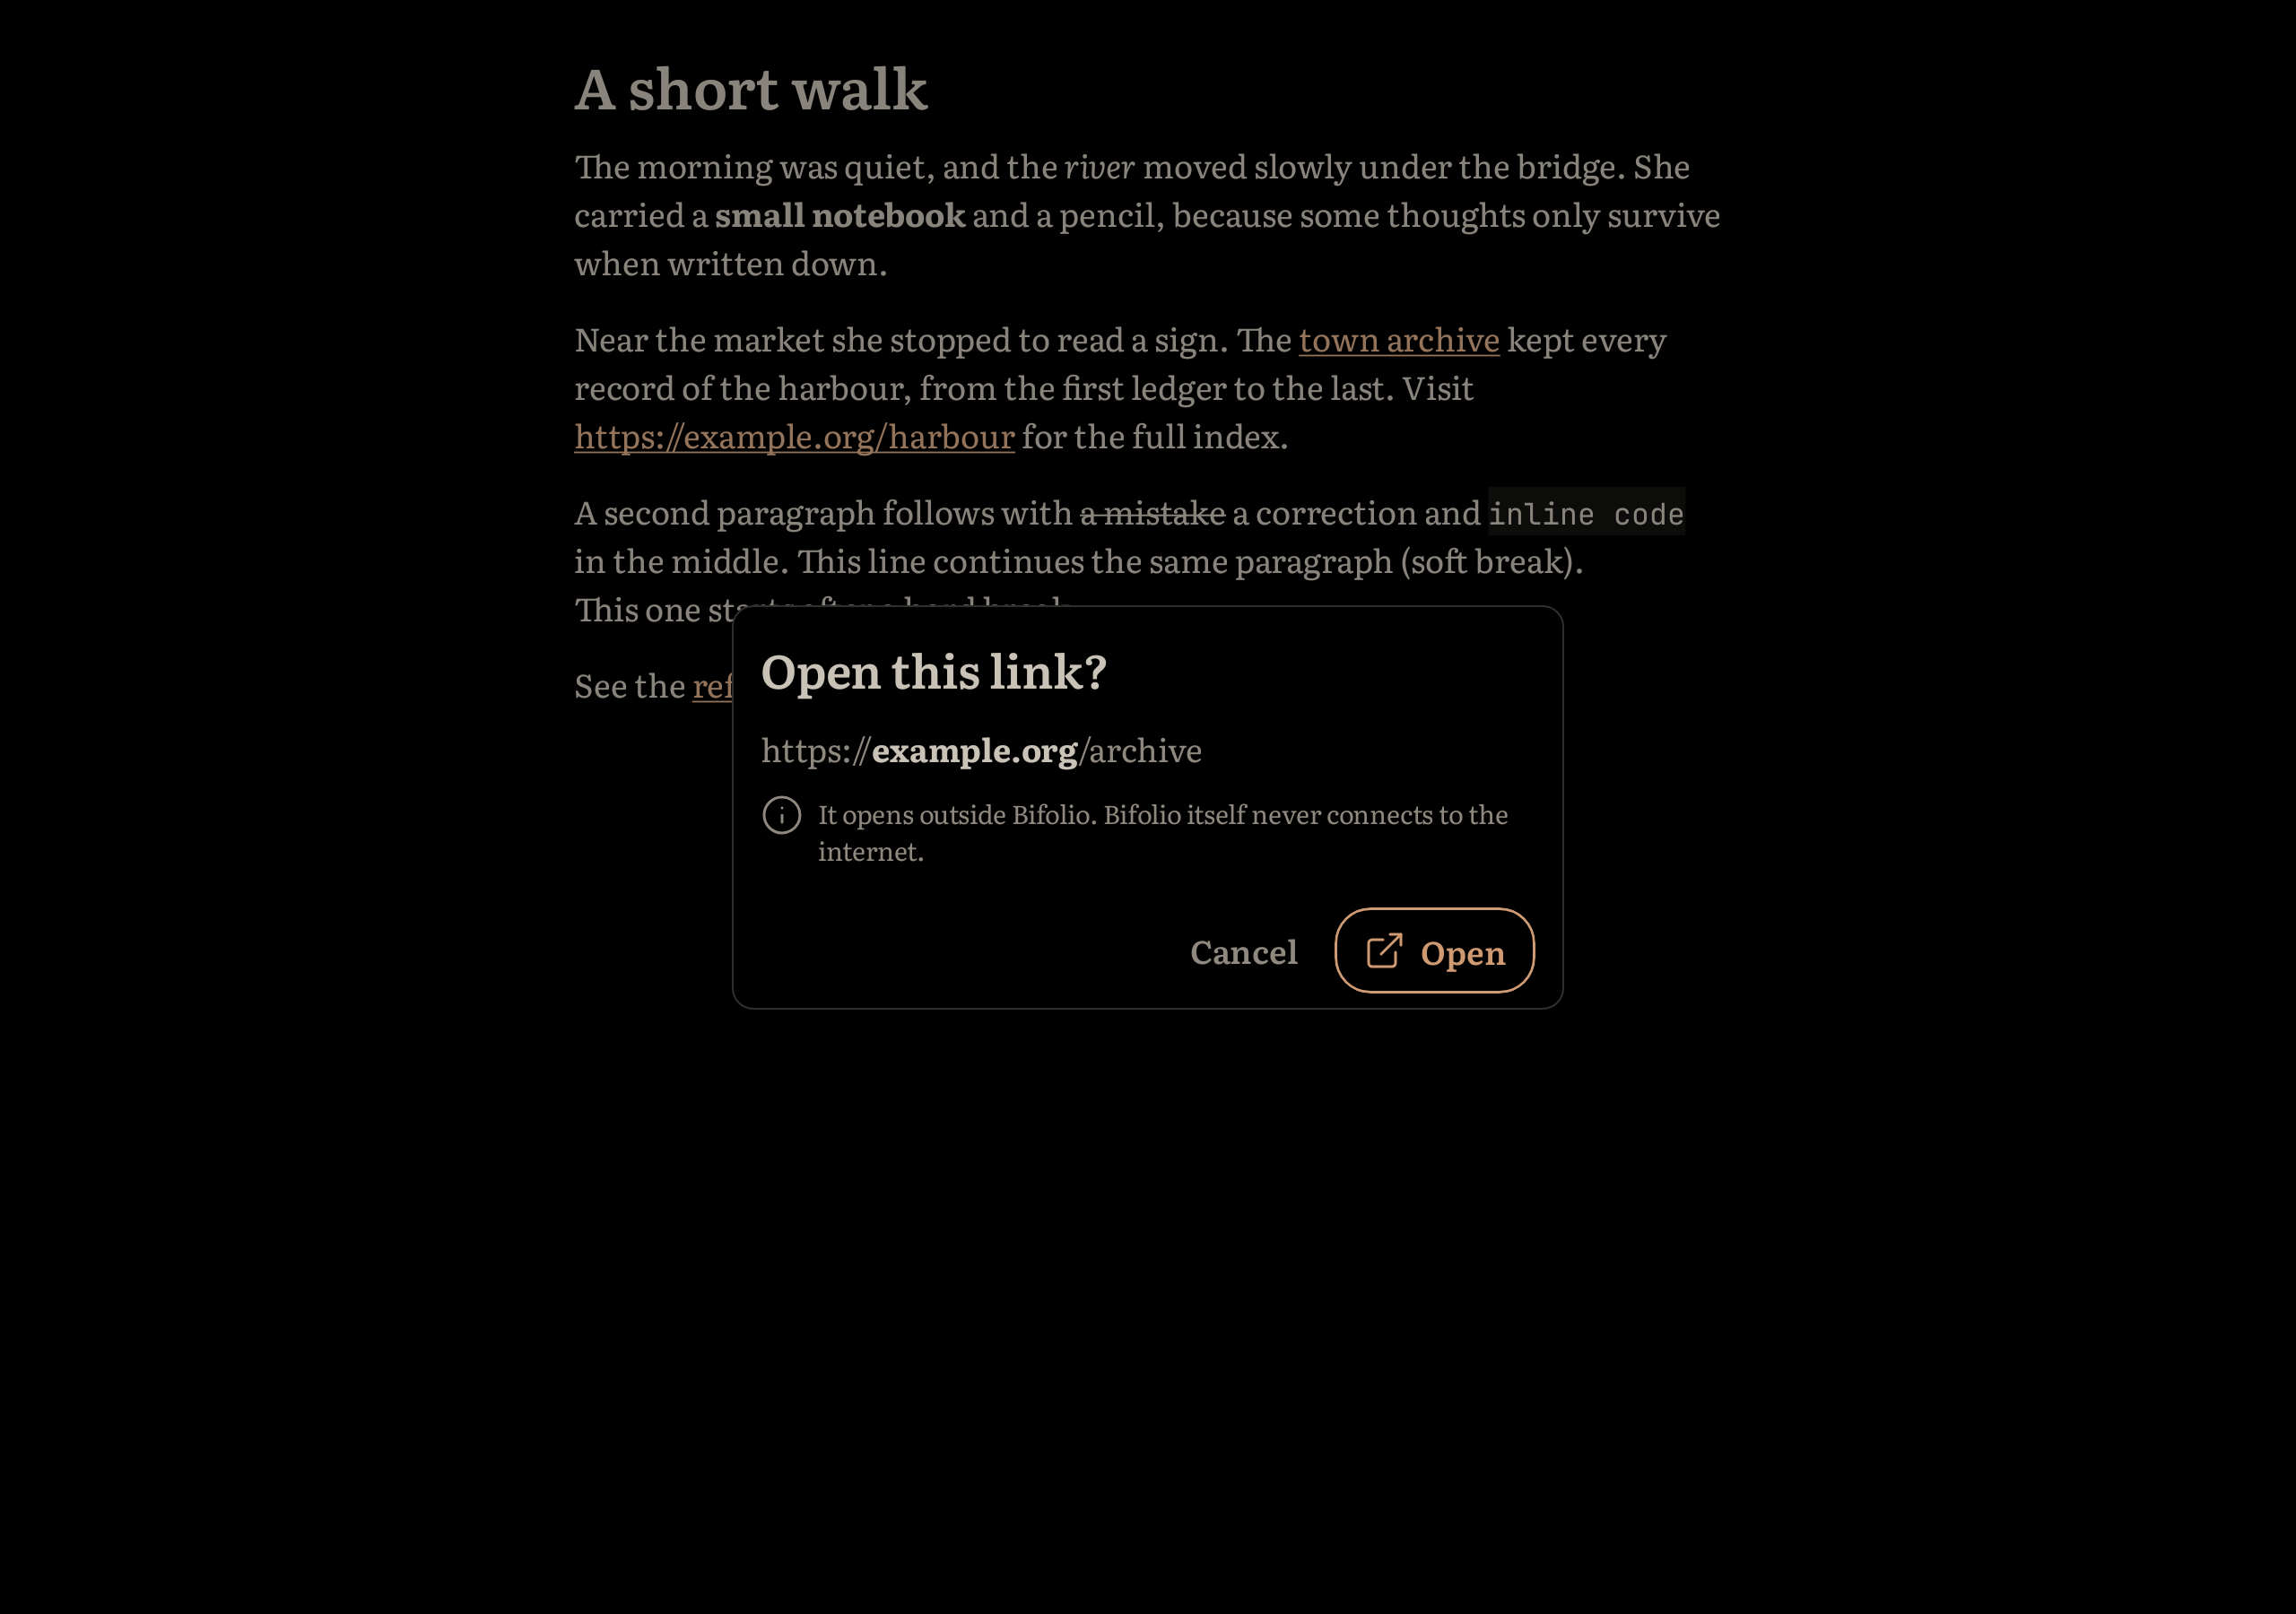 A short walk
The morning was quiet, and the river moved slowly under the bridge. She
carried a small notebook and a pencil, because some thoughts only survive
when written down.
Near the market she stopped to read a sign. The town archive kept every
record of the harbour, from the first ledger to the last. Visit
https://example.org/harbour for the full index.
A second paragraph follows with a mistake a correction and inline code
in the middle. This line continues the same paragraph (soft break).
This one starts after a hard break.
See the
Open this link?
https://example.org/archive
It opens outside Bifolio. Bifolio itself never connects to the
internet.
Cancel
Open